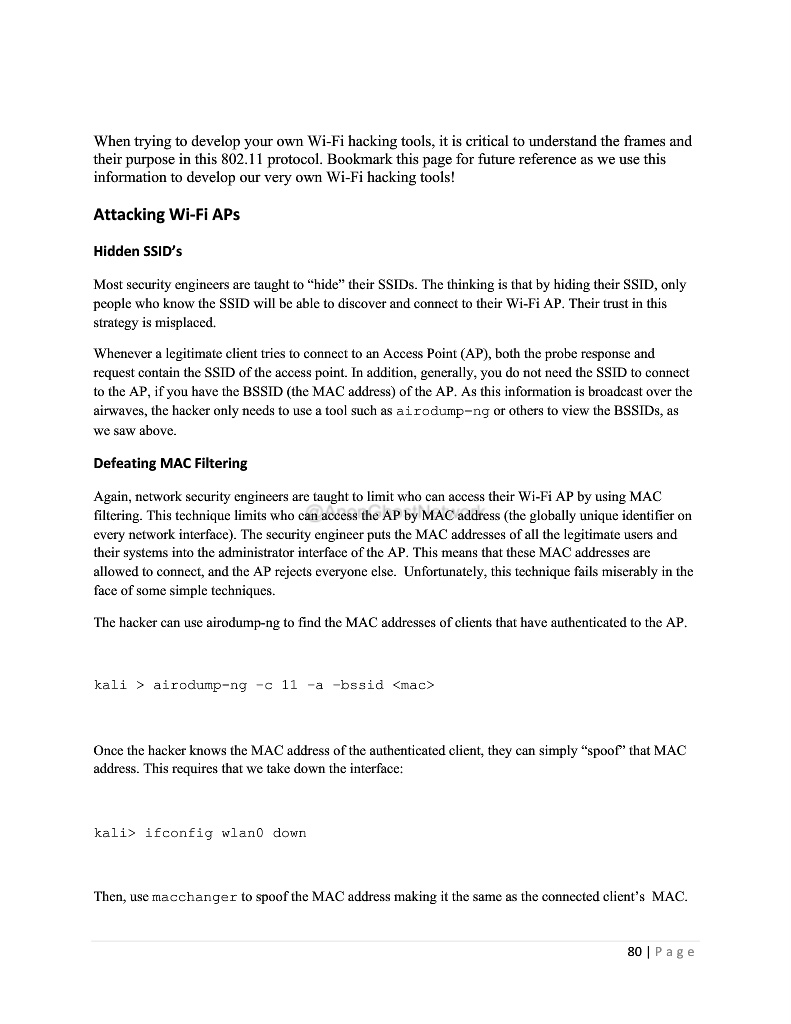 When trying to develop your own Wi-Fi hacking tools, it is critical to understand the frames and
their purpose in this 802.11 protocol. Bookmark this page for future reference as we use this
information to develop our very own Wi-Fi hacking tools!
Attacking Wi-Fi APs
Hidden SSID’s
Most security engineers are taught to “hide” their SSIDs. The thinking is that by hiding their SSID, only
people who know the SSID will be able to discover and connect to their Wi-Fi AP. Their trust in this
strategy is misplaced.
Whenever a legitimate client tries to connect to an Access Point (AP), both the probe response and
request contain the SSID of the access point. In addition, generally, you do not need the SSID to connect
to the AP, if you have the BSSID (the MAC address) of the AP. As this information is broadcast over the
airwaves, the hacker only needs to use a tool such as airodump-ng or others to view the BSSIDs, as
we saw above.
Defeating MAC Filtering
Again, network security engineers are taught to limit who can access their Wi-Fi AP by using MAC
filtering. This technique limits who can access the AP by MAC address (the globally unique identifier on
every network interface). The security engineer puts the MAC addresses of all the legitimate users and
their systems into the administrator interface of the AP. This means that these MAC addresses are
allowed to connect, and the AP rejects everyone else.  Unfortunately, this technique fails miserably in the
face of some simple techniques.
The hacker can use airodump-ng to find the MAC addresses of clients that have authenticated to the AP.
kali > airodump-ng -c 11 -a -bssid <mac>
Once the hacker knows the MAC address of the authenticated client, they can simply “spoof” that MAC
address. This requires that we take down the interface:
kali> ifconfig wlan0 down
Then, use macchanger to spoof the MAC address making it the same as the connected client’s  MAC.
80 | Page